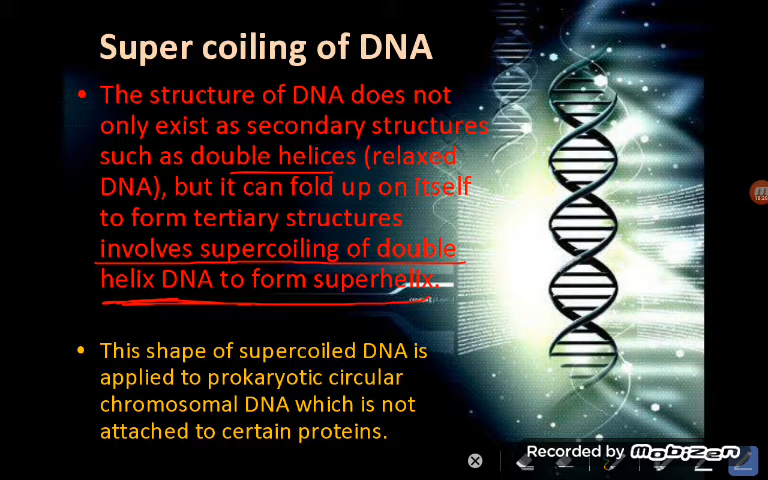 Super coiling of DNA
• The structure of DNA does not
only exist as secondary structures
such as double helices (relaxed
DNA), but it can fold up on itself
to form tertiary structures
involves supercoiling of double
helix DNA to form superhelix.
• This shape of supercoiled DNA is
applied to prokaryotic circular
chromosomal DNA which is not
attached to certain proteins.
Recorded by mobizen